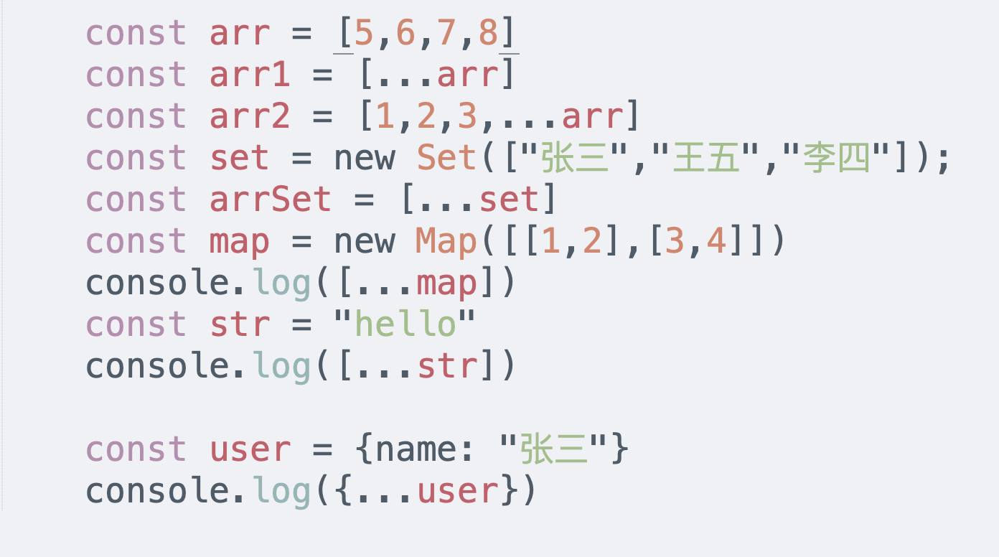 const arr = [5,6,7,8]
const arr1 = [...arr]
const arr2 = [1,2,3,...arr]
const set = new Set(["张三","王五","李四"]);
const arrSet = [...set]
const map = new Map([[1,2],[3,4]])
console.log([...map])
const str = "hello"
console.log([...str])
const user = {name: "张三"}
console.log({...user})